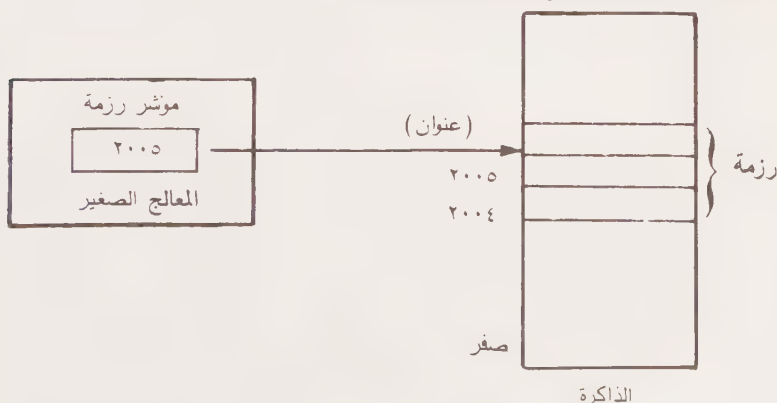 مؤشر رزمة
٢٠٠٥
المعالج الصغير
(عنوان)
٢٠٠٥
٢٠٠٤
رزمة
صفر
الذاكرة